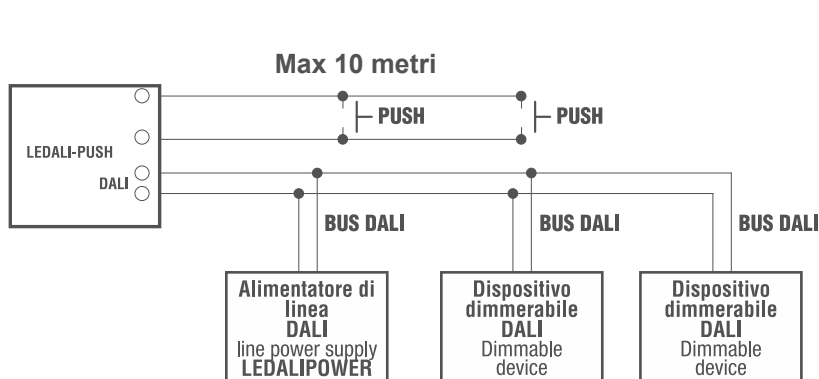 Max 10 metri
PUSH
PUSH
LEDALI-PUSH
DALI
BUS DALI
BUS DALI
BUS DALI
Alimentatore di
linea
DALI
line power supply
LEDALIPOWER
Dispositivo
dimmerabile
DALI
Dimmable
device
Dispositivo
dimmerabile
DALI
Dimmable
device